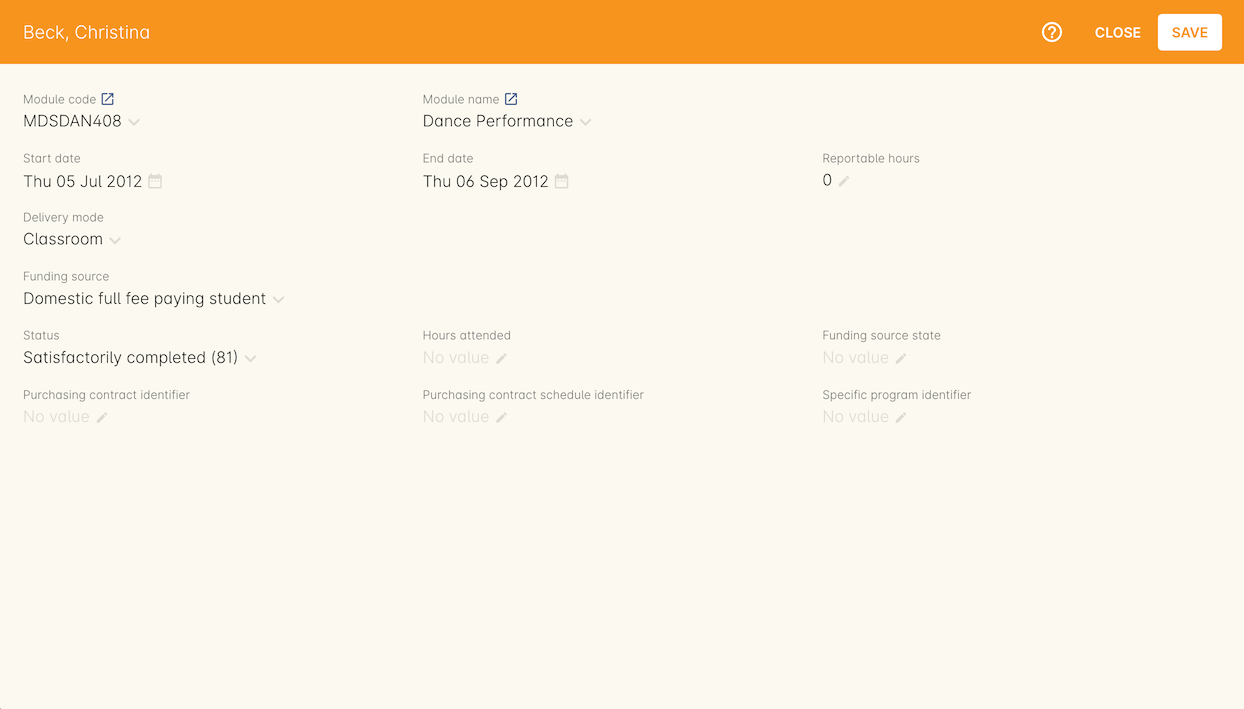 Beck, Christina
CLOSE
SAVE
Module code
Module name
MDSDAN408
Dance Performance
Start date
End date
Reportable hours
Thu 05 Jul 2012
Thu 06 Sep 2012
0
Delivery mode
Classroom
Funding source
Domestic full fee paying student
Status
Hours attended
Funding source state
Satisfactorily completed (81)
No value
No value
Purchasing contract identifier
Purchasing contract schedule identifier
Specific program identifier
No value
No value
No value